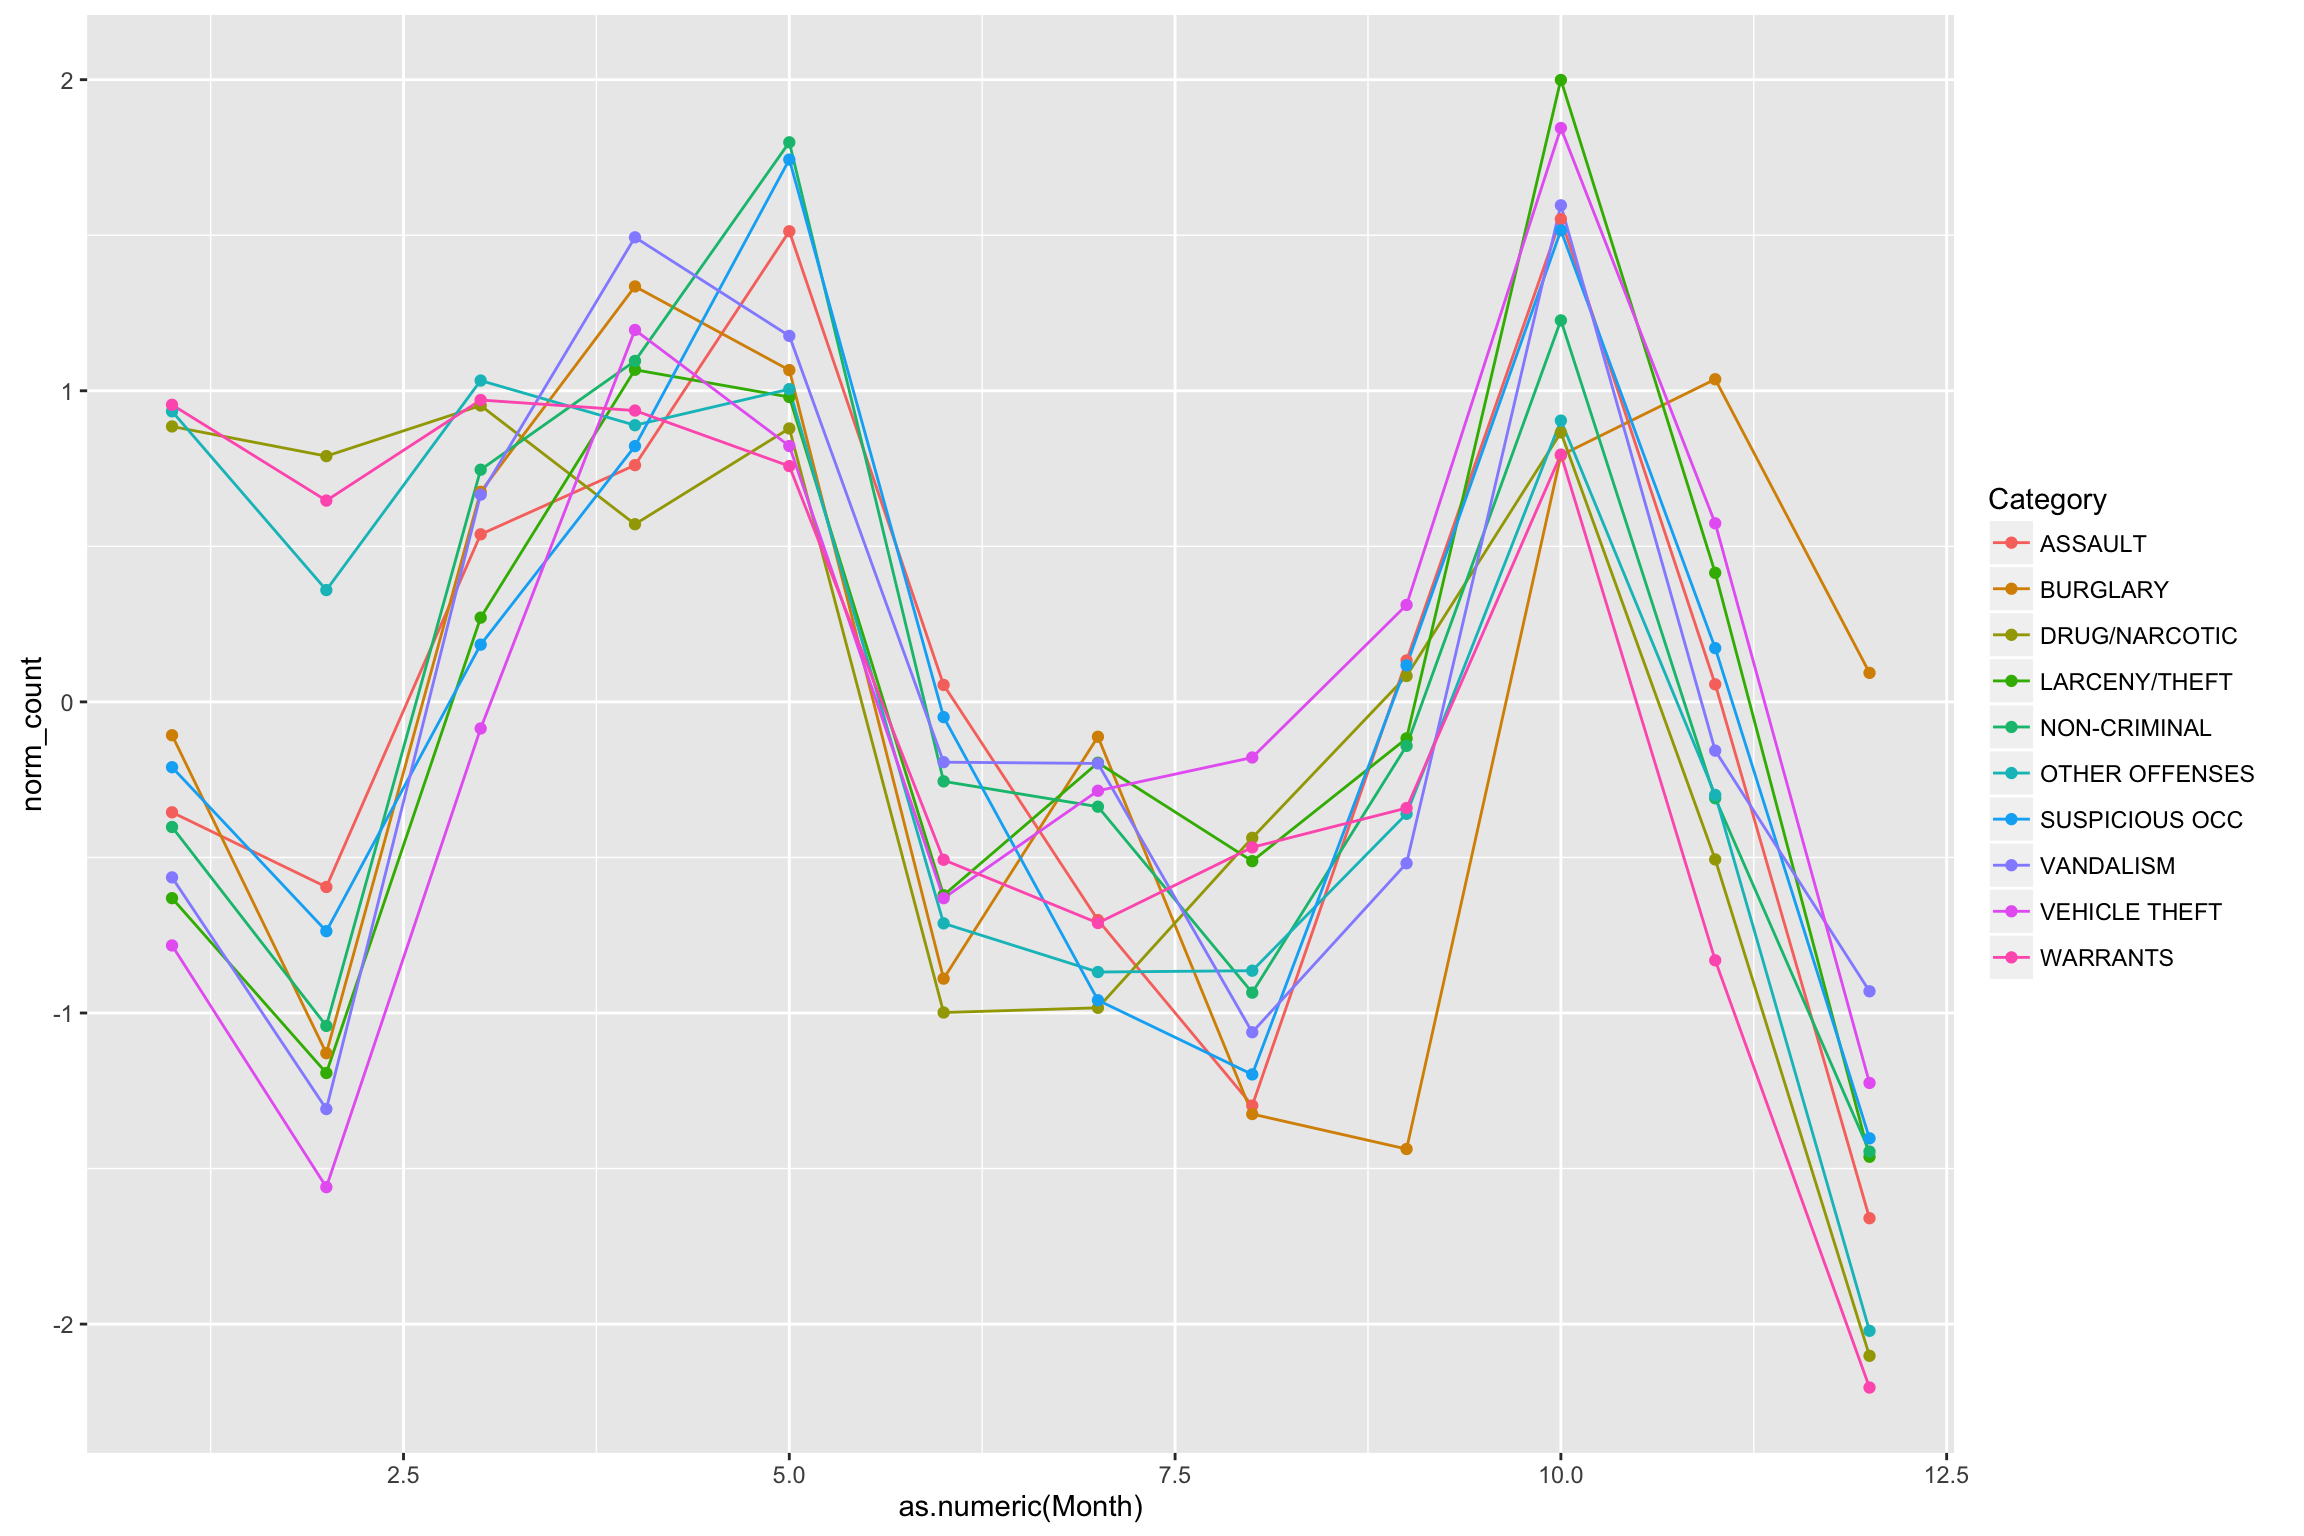 2
1
0
-1
-2
norm_count
2.5 5.0 7.5 10.0 12.5
as.numeric(Month)
Category
ASSAULT
BURGLARY
DRUG/NARCOTIC
LARCENY/THEFT
NON-CRIMINAL
OTHER OFFENSES
SUSPICIOUS OCC
VANDALISM
VEHICLE THEFT
WARRANTS